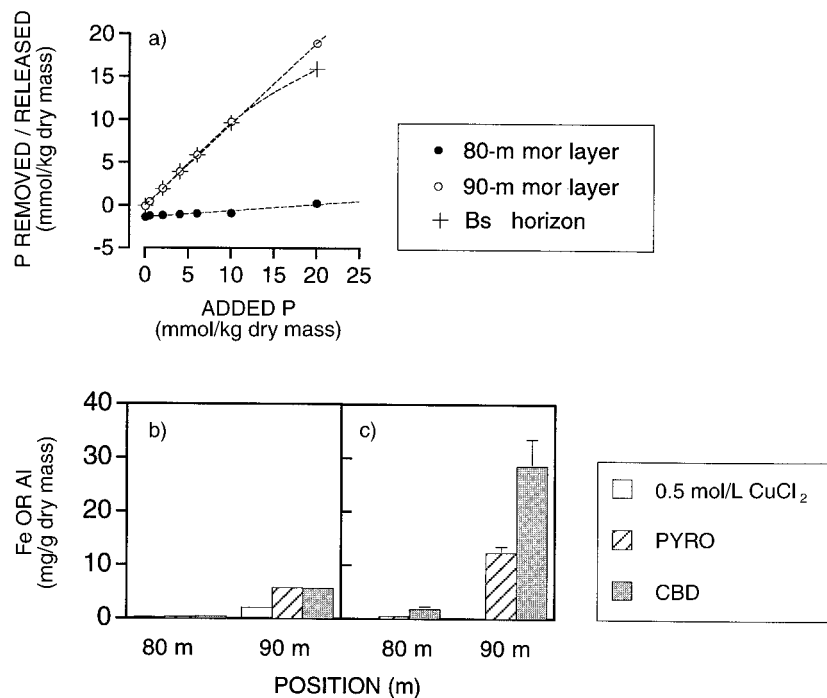 a)
P REMOVED / RELEASED
(mmol/kg dry mass)
20
15
10
5
0
-5
0 5 10 15 20 25
ADDED P
(mmol/kg dry mass)
80-m mor layer
90-m mor layer
Bs horizon
b)
c)
Fe OR Al
(mg/g dry mass)
40
30
20
10
0
80 m 90 m 80 m 90 m
POSITION (m)
0.5 mol/L CuCl₂
PYRO
CBD